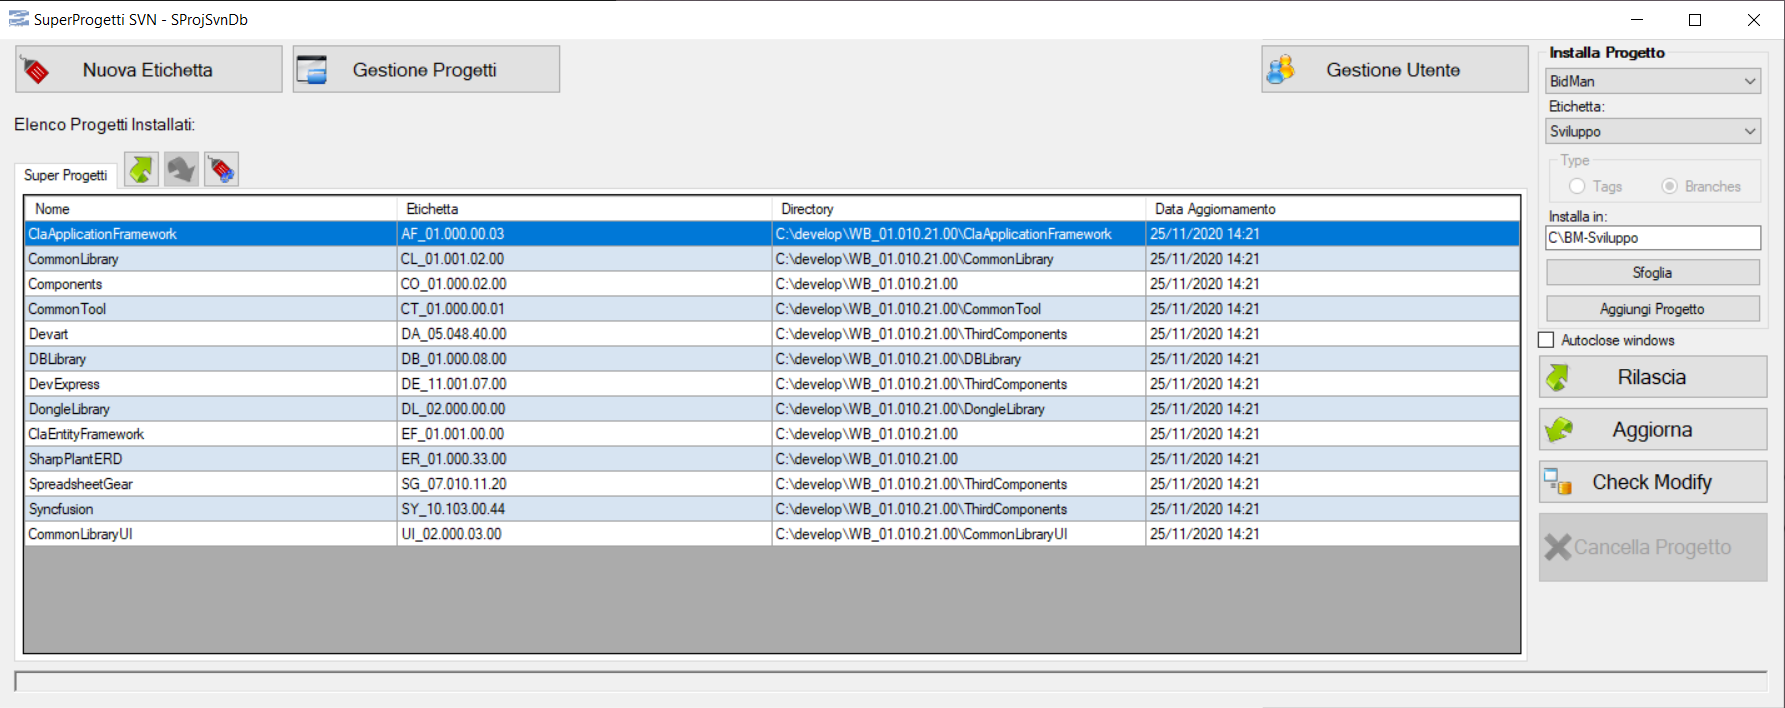 SuperProgetti SVN - SProjSvnDb
Nuova Etichetta
Gestione Progetti
Gestione Utente
Elenco Progetti Installati:
Super Progetti
Nome Etichetta Directory Data Aggiornamento
ClaApplicationFramework AF_01.000.00.03 C:\develop\WB_01.010.21.00\ClaApplicationFramework 25/11/2020 14:21
CommonLibrary CL_01.001.02.00 C:\develop\WB_01.010.21.00\CommonLibrary 25/11/2020 14:21
Components CO_01.000.02.00 C:\develop\WB_01.010.21.00 25/11/2020 14:21
CommonTool CT_01.000.00.01 C:\develop\WB_01.010.21.00\CommonTool 25/11/2020 14:21
Devart DA_05.048.40.00 C:\develop\WB_01.010.21.00\ThirdComponents 25/11/2020 14:21
DBLibrary DB_01.000.08.00 C:\develop\WB_01.010.21.00\DBLibrary 25/11/2020 14:21
DevExpress DE_11.001.07.00 C:\develop\WB_01.010.21.00\ThirdComponents 25/11/2020 14:21
DongleLibrary DL_02.000.00.00 C:\develop\WB_01.010.21.00\DongleLibrary 25/11/2020 14:21
ClaEntityFramework EF_01.001.00.00 C:\develop\WB_01.010.21.00 25/11/2020 14:21
SharpPlantERD ER_01.000.33.00 C:\develop\WB_01.010.21.00 25/11/2020 14:21
SpreadsheetGear SG_07.010.11.20 C:\develop\WB_01.010.21.00\ThirdComponents 25/11/2020 14:21
Syncfusion SY_10.103.00.44 C:\develop\WB_01.010.21.00\ThirdComponents 25/11/2020 14:21
CommonLibraryUI UI_02.000.03.00 C:\develop\WB_01.010.21.00\CommonLibraryUI 25/11/2020 14:21
Installa Progetto
BidMan
Etichetta:
Sviluppo
Type
Tags Branches
Installa in:
C\BM-Sviluppo
Sfoglia
Aggiungi Progetto
Autoclose windows
Rilascia
Aggiorna
Check Modify
Cancella Progetto